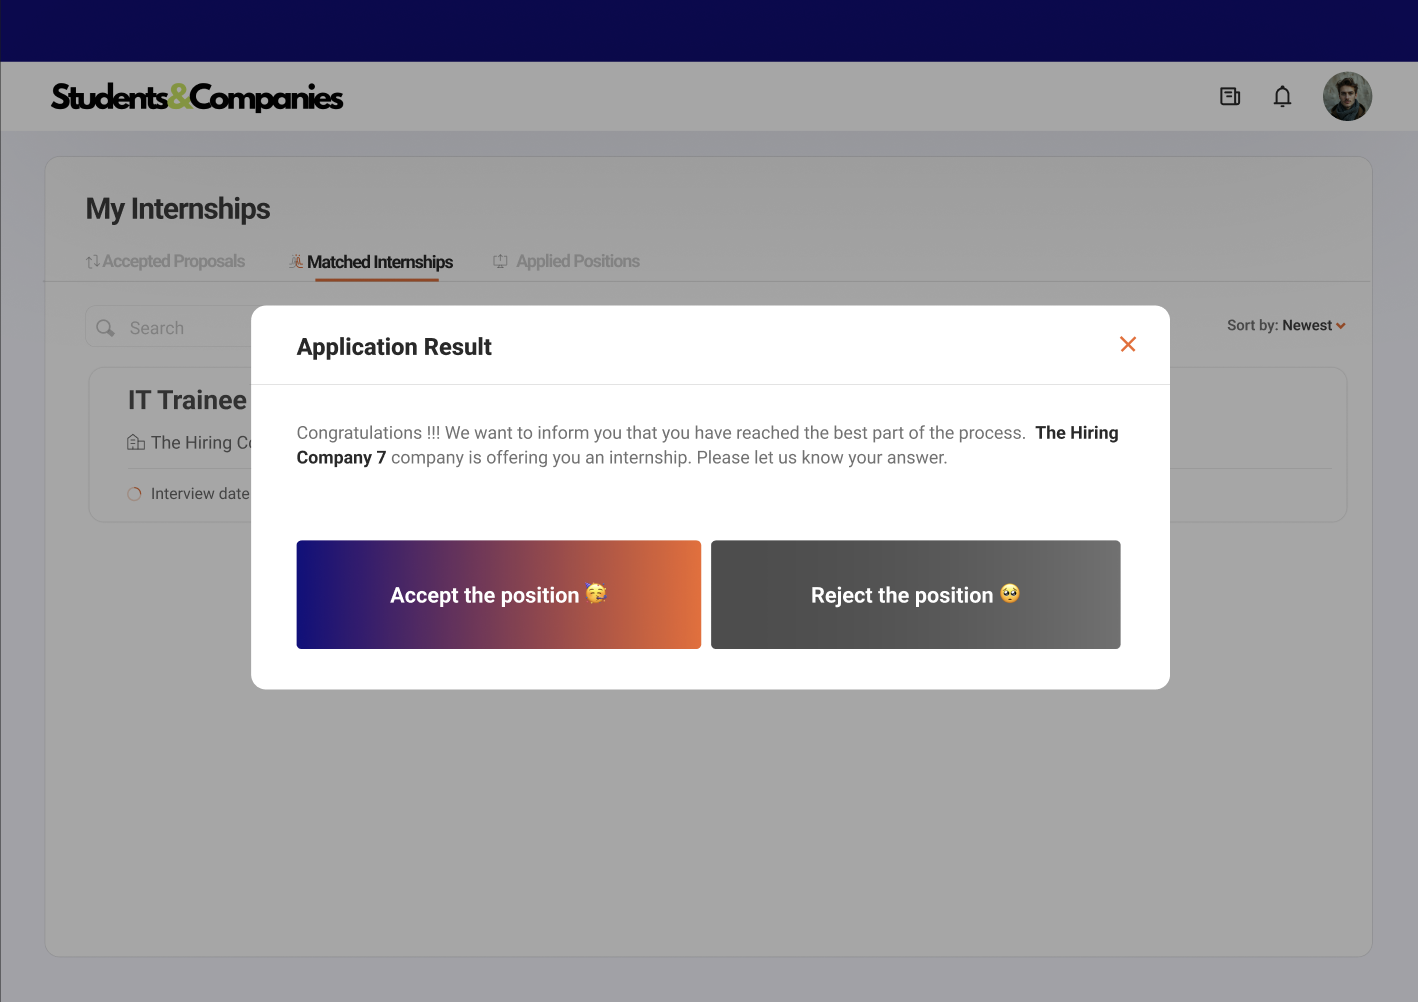 Students&Companies
My Internships
Accepted Proposals
Matched Internships
Applied Positions
Search
Sort by: Newest
Application Result
IT Trainee
Congratulations !!! We want to inform you that you have reached the best part of the process. The Hiring
Company 7 company is offering you an internship. Please let us know your answer.
The Hiring
Interview date
Accept the position 🥳
Reject the position 🥺